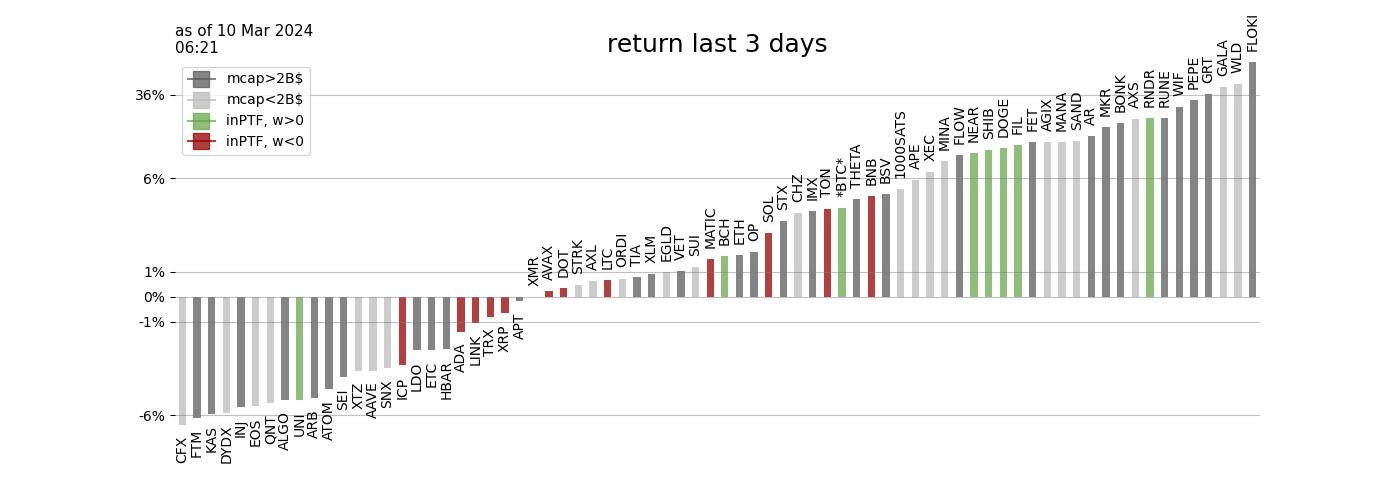 as of 10 Mar 2024
06:21
return last 3 days
mcap>2B$
mcap<2B$
inPTF, w>0
inPTF, w<0
36%
6%
1%
0%
-1%
-6%
CFX
FTM
KAS
DYDX
INJ
EOS
QNT
ALGO
UNI
ARB
ATOM
SEI
XTZ
AAVE
SNX
ICP
LDO
ETC
HBAR
ADA
LINK
TRX
XRP
APT
XMR
AVAX
DOT
STRK
AXL
LTC
ORDI
TIA
XLM
EGLD
VET
SUI
MATIC
BCH
ETH
OP
SOL
STX
CHZ
IMX
TON
*BTC*
THETA
BNB
BSV
1000SATS
APE
XEC
MINA
FLOW
NEAR
SHIB
DOGE
FIL
FET
AGIX
MANA
SAND
AR
MKR
BONK
AXS
RNDR
RUNE
WIF
PEPE
GRT
GALA
WLD
FLOKI